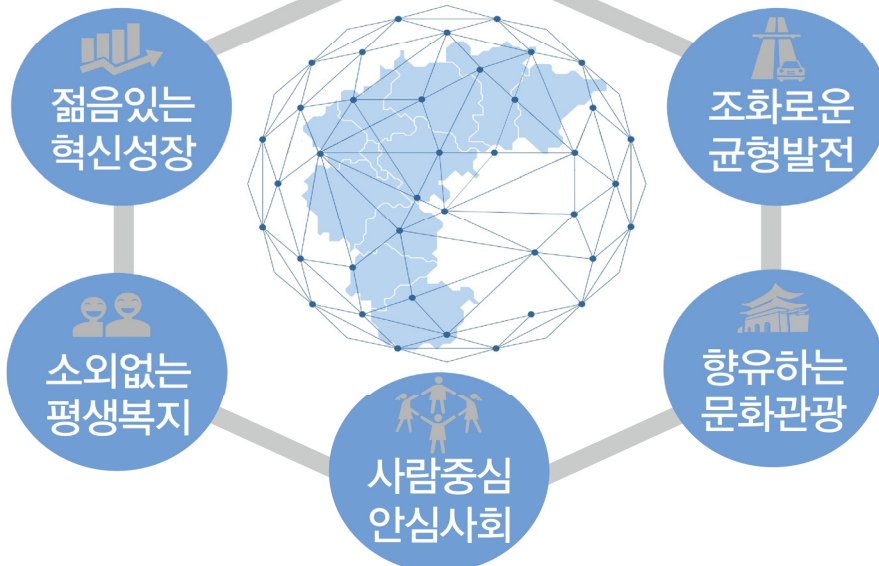 젊음있는
혁신성장
조화로운
균형발전
소외없는
평생복지
향유하는
문화관광
사람중심
안심사회